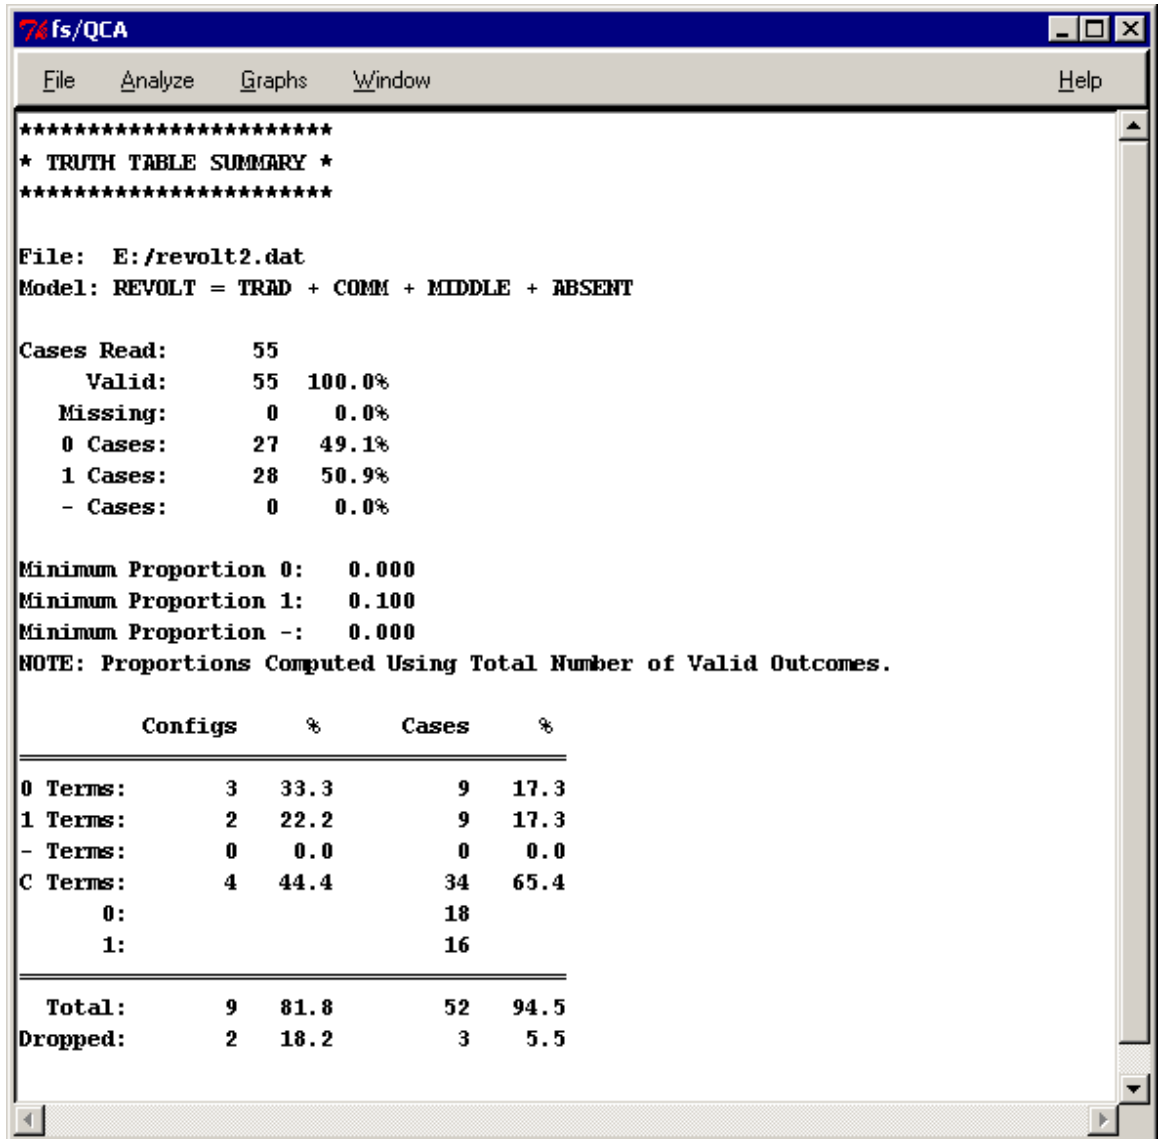 fs/QCA
File Analyze Graphs Window Help
************************
* TRUTH TABLE SUMMARY *
************************
File: E:/revolt2.dat
Model: REVOLT = TRAD + COMM + MIDDLE + ABSENT
Cases Read: 55
Valid: 55 100.0%
Missing: 0 0.0%
0 Cases: 27 49.1%
1 Cases: 28 50.9%
- Cases: 0 0.0%
Minimum Proportion 0: 0.000
Minimum Proportion 1: 0.100
Minimum Proportion -: 0.000
NOTE: Proportions Computed Using Total Number of Valid Outcomes.
Configs % Cases %
0 Terms: 3 33.3 9 17.3
1 Terms: 2 22.2 9 17.3
- Terms: 0 0.0 0 0.0
C Terms: 4 44.4 34 65.4
0: 18
1: 16
Total: 9 81.8 52 94.5
Dropped: 2 18.2 3 5.5